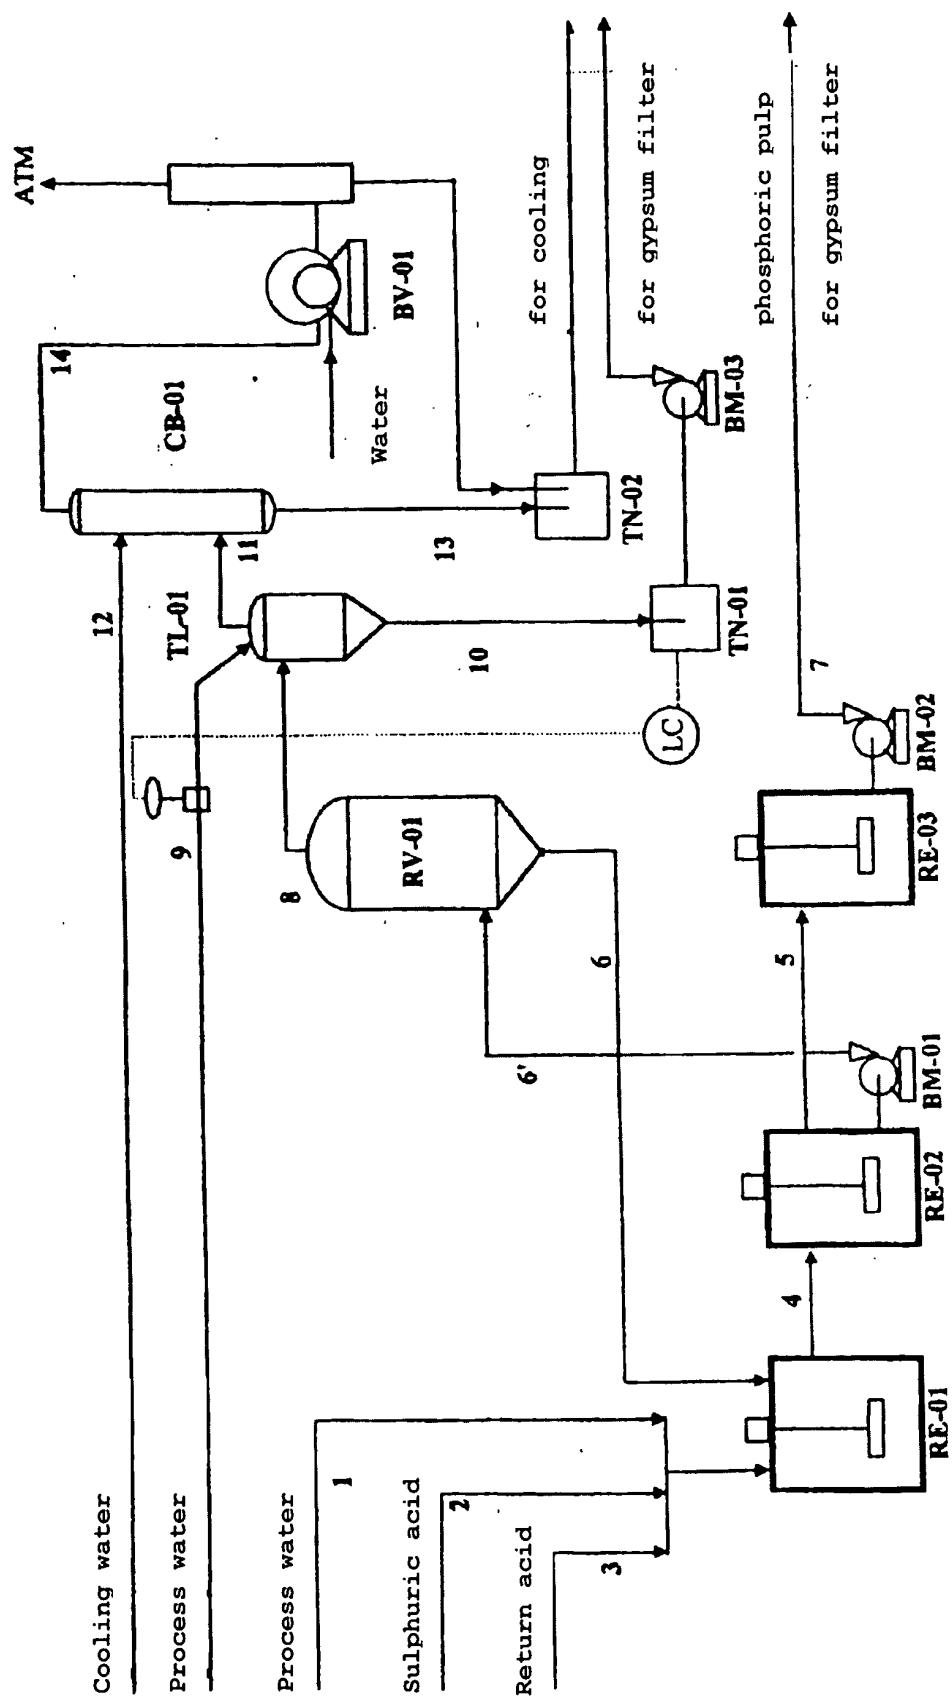 Cooling water
Process water
Process water
Sulphuric acid
Return acid
1
2
3
4
5
6
6'
7
8
9
10
11
12
13
14
RE-01
RE-02
RE-03
BM-01
BM-02
BM-03
RV-01
TL-01
CB-01
BV-01
TN-01
TN-02
LC
Water
ATM
for cooling
for gypsum filter
phosphoric pulp
for gypsum filter